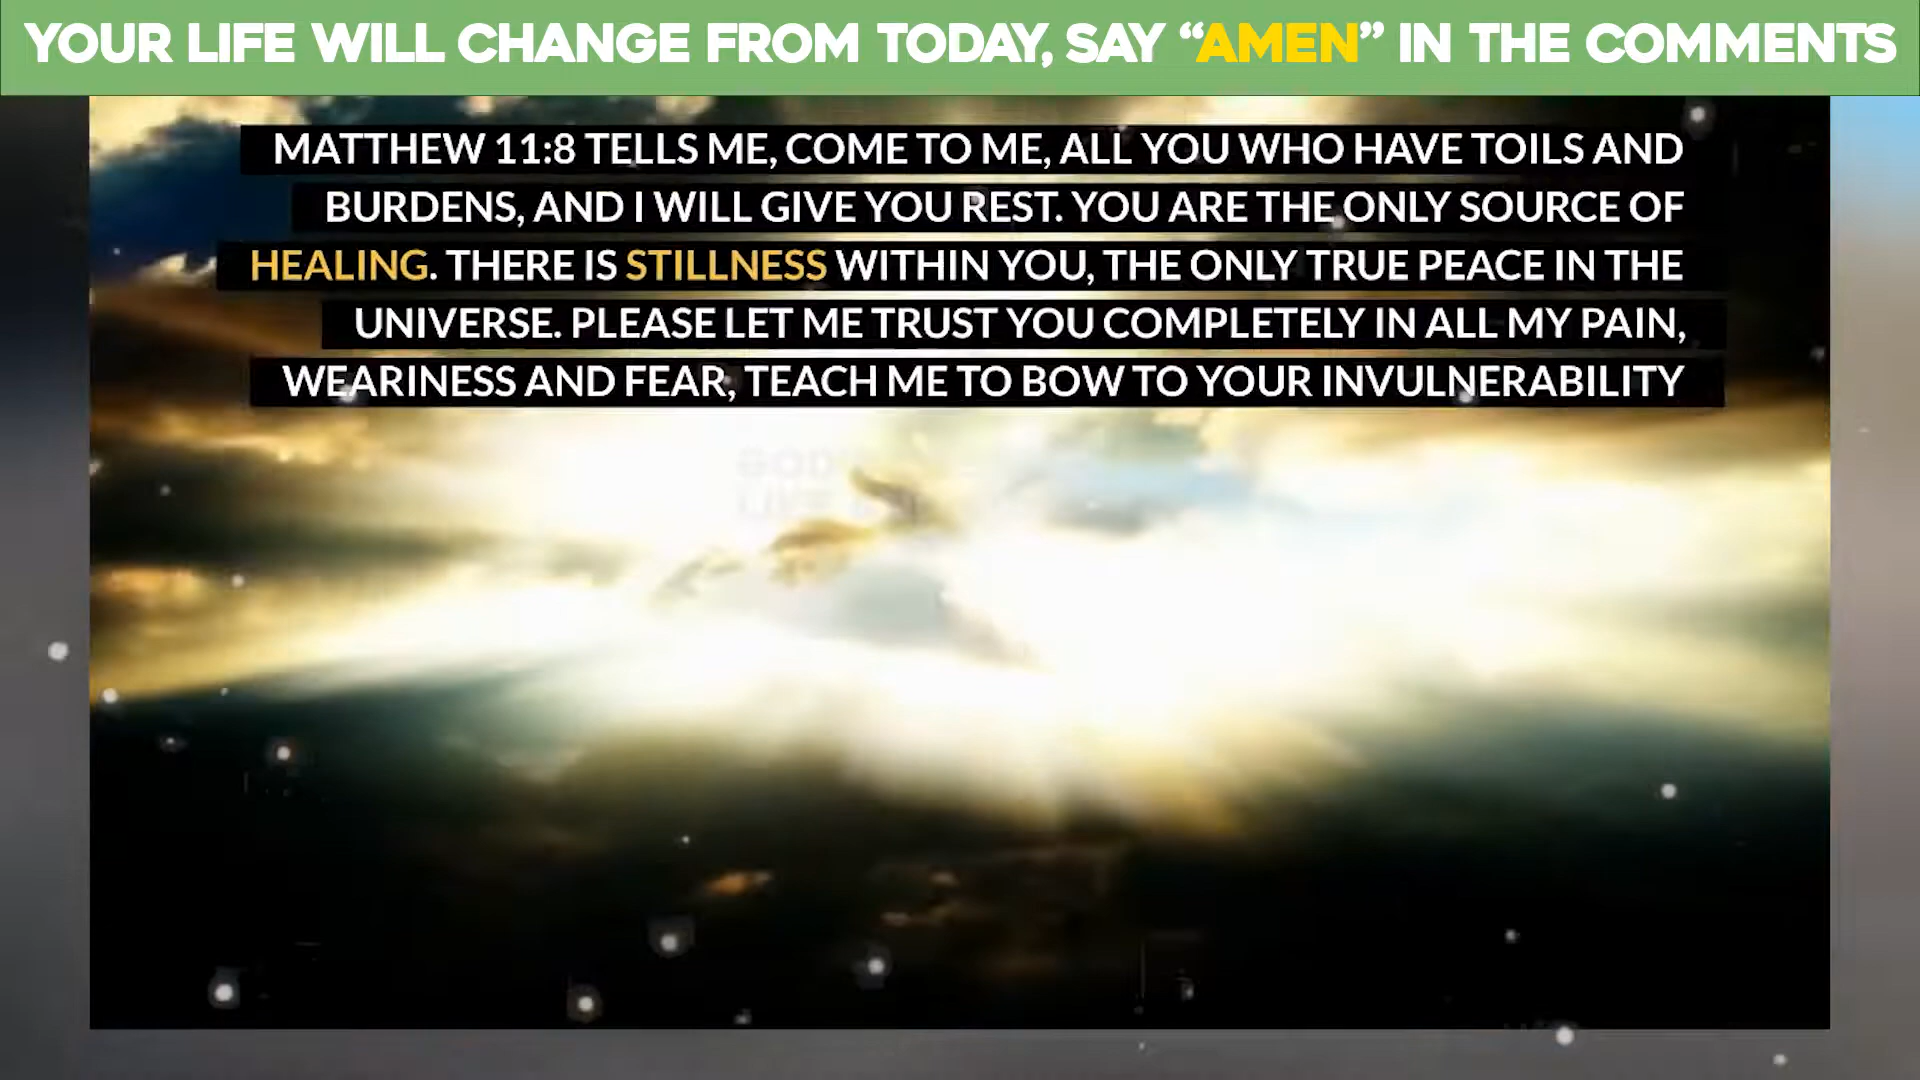 YOUR LIFE WILL CHANGE FROM TODAY, SAY “AMEN” IN THE COMMENTS
MATTHEW 11:8 TELLS ME, COME TO ME, ALL YOU WHO HAVE TOILS AND
BURDENS, AND I WILL GIVE YOU REST. YOU ARE THE ONLY SOURCE OF
HEALING. THERE IS STILLNESS WITHIN YOU, THE ONLY TRUE PEACE IN THE
UNIVERSE. PLEASE LET ME TRUST YOU COMPLETELY IN ALL MY PAIN,
WEARINESS AND FEAR, TEACH ME TO BOW TO YOUR INVULNERABILITY